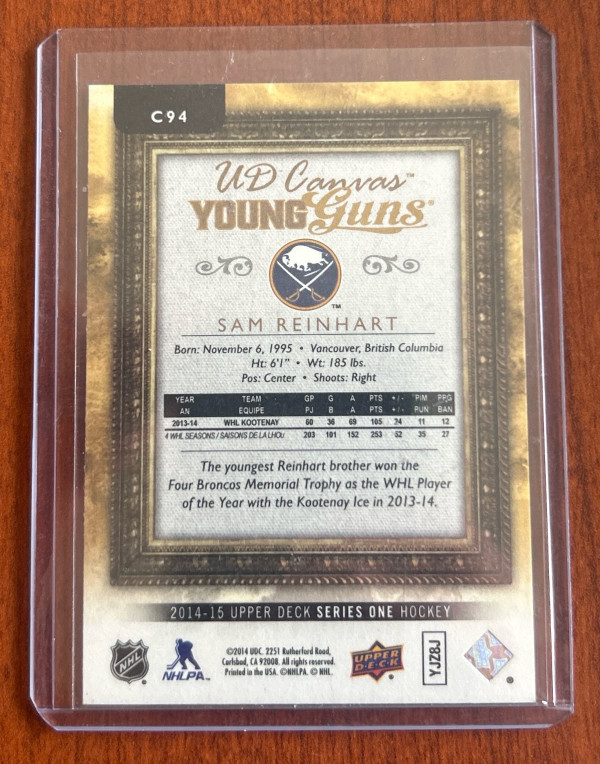 C94
UD Canvas™
YOUNG Guns®
™
SAM REINHART
Born: November 6, 1995 • Vancouver, British Columbia
Ht: 6'1" • Wt: 185 lbs.
Pos: Center • Shoots: Right
YEAR TEAM GP G A PTS +/- PIM PPG
AN EQUIPE PJ B A PTS +/- PUN BAN
2013-14 WHL KOOTENAY 60 36 69 105 24 11 12
4 WHL SEASONS / SAISONS DE LA LHOU 203 101 152 253 52 35 27
The youngest Reinhart brother won the
Four Broncos Memorial Trophy as the WHL Player
of the Year with the Kootenay Ice in 2013-14.
2014-15 UPPER DECK SERIES ONE HOCKEY
NHL
NHLPA™
©2014 UDC. 2251 Rutherford Road,
Carlsbad, CA 92008. All rights reserved.
Printed in the USA. ©NHLPA. © NHL.
UPPER
DECK
YJZ8J